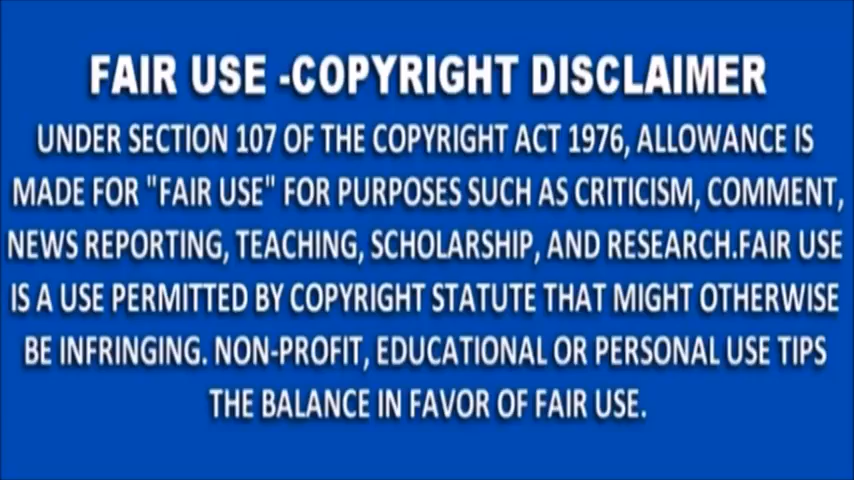 FAIR USE -COPYRIGHT DISCLAIMER
UNDER SECTION 107 OF THE COPYRIGHT ACT 1976, ALLOWANCE IS
MADE FOR "FAIR USE" FOR PURPOSES SUCH AS CRITICISM, COMMENT,
NEWS REPORTING, TEACHING, SCHOLARSHIP, AND RESEARCH.FAIR USE
IS A USE PERMITTED BY COPYRIGHT STATUTE THAT MIGHT OTHERWISE
BE INFRINGING. NON-PROFIT, EDUCATIONAL OR PERSONAL USE TIPS
THE BALANCE IN FAVOR OF FAIR USE.